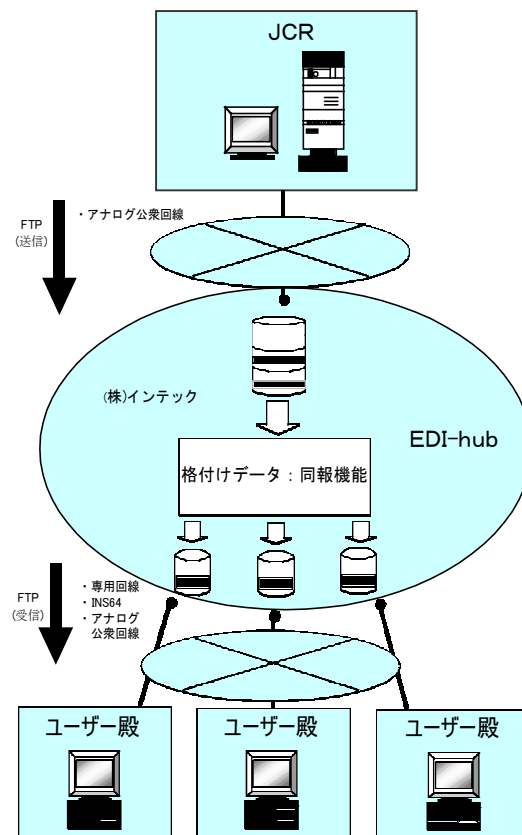 JCR
FTP
(送信)
・アナログ公衆回線
(株)インテック
EDI-hub
格付けデータ：同報機能
FTP
(受信)
・専用回線
・INS64
・アナログ
公衆回線
ユーザー殿
ユーザー殿
ユーザー殿